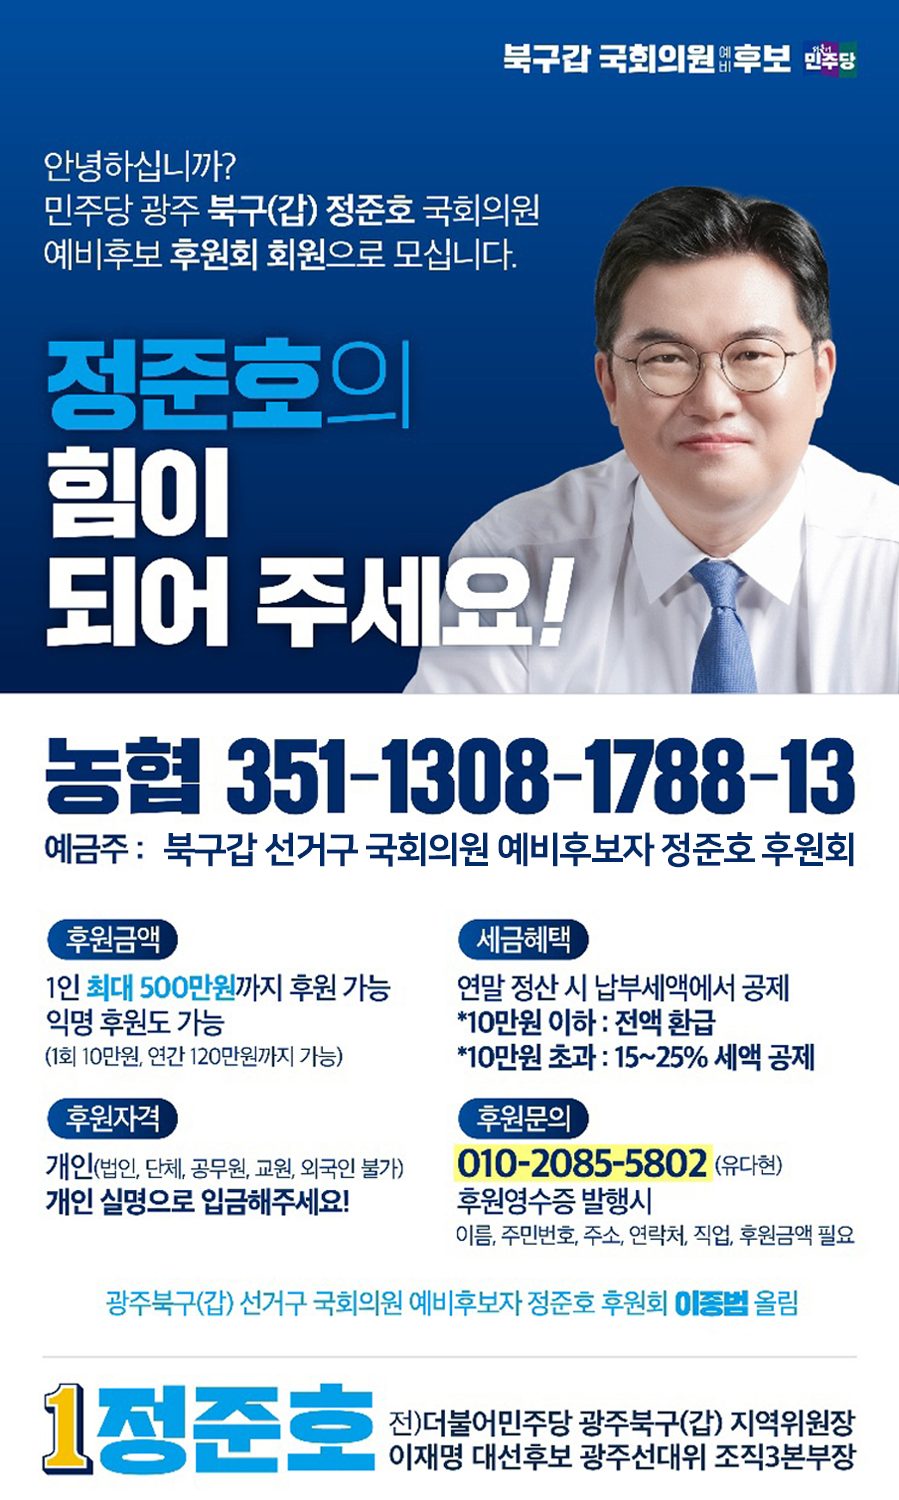 북구갑 국회의원예비후보 더불어민주당
안녕하십니까?
민주당 광주 북구(갑) 정준호 국회의원
예비후보 후원회 회원으로 모십니다.
정준호의
힘이
되어 주세요!
농협 351-1308-1788-13
예금주 : 북구갑 선거구 국회의원 예비후보자 정준호 후원회
후원금액
1인 최대 500만원까지 후원 가능
익명 후원도 가능
(1회 10만원, 연간 120만원까지 가능)
세금혜택
연말 정산 시 납부세액에서 공제
*10만원 이하 : 전액 환급
*10만원 초과 : 15~25% 세액 공제
후원자격
개인(법인, 단체, 공무원, 교원, 외국인 불가)
개인 실명으로 입금해주세요!
후원문의
010-2085-5802 (유다현)
후원영수증 발행시
이름, 주민번호, 주소, 연락처, 직업, 후원금액 필요
광주북구(갑) 선거구 국회의원 예비후보자 정준호 후원회 이종범 올림
1정준호
전)더불어민주당 광주북구(갑) 지역위원장
이재명 대선후보 광주선대위 조직3본부장